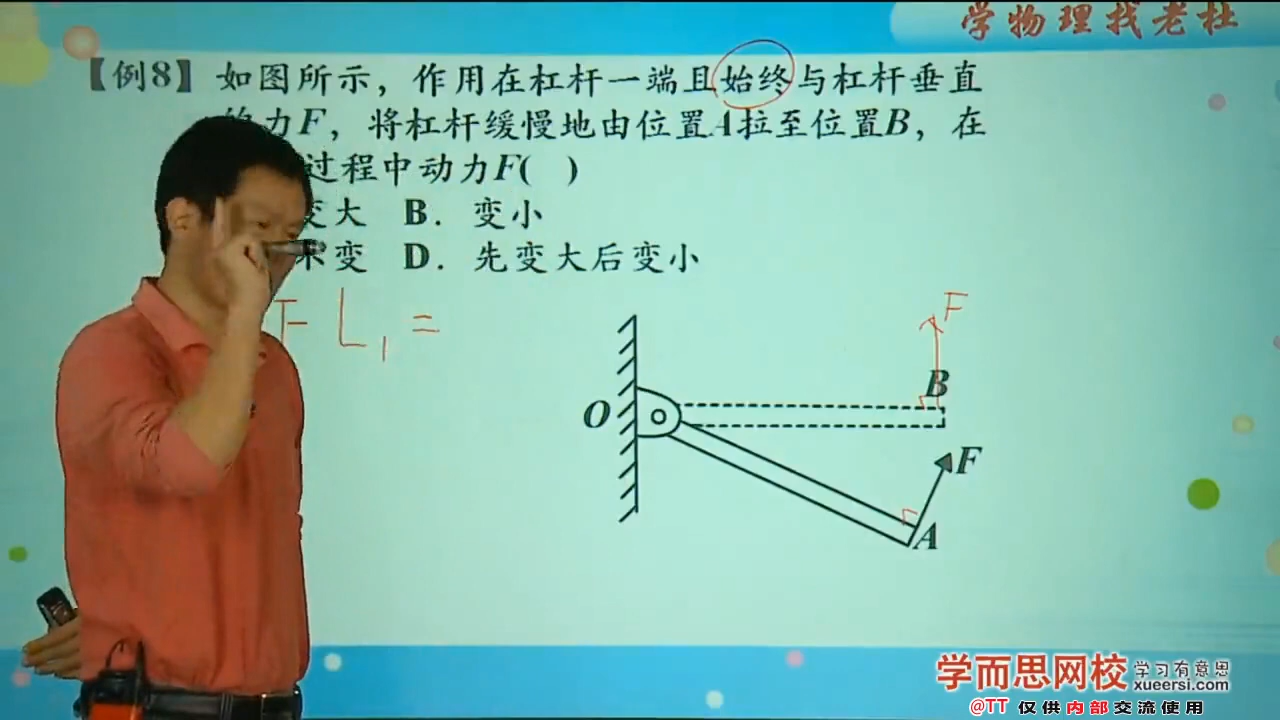 学物理找老杜
【例8】如图所示，作用在杠杆一端且始终与杠杆垂直
力F，将杠杆缓慢地由位置A拉至位置B，在
过程中动力F( )
变大 B. 变小
变 D. 先变大后变小
F L₁ =
F
B
O
F
A
学而思网校 学习有意思
xueersi.com
@TT 仅供内部交流使用